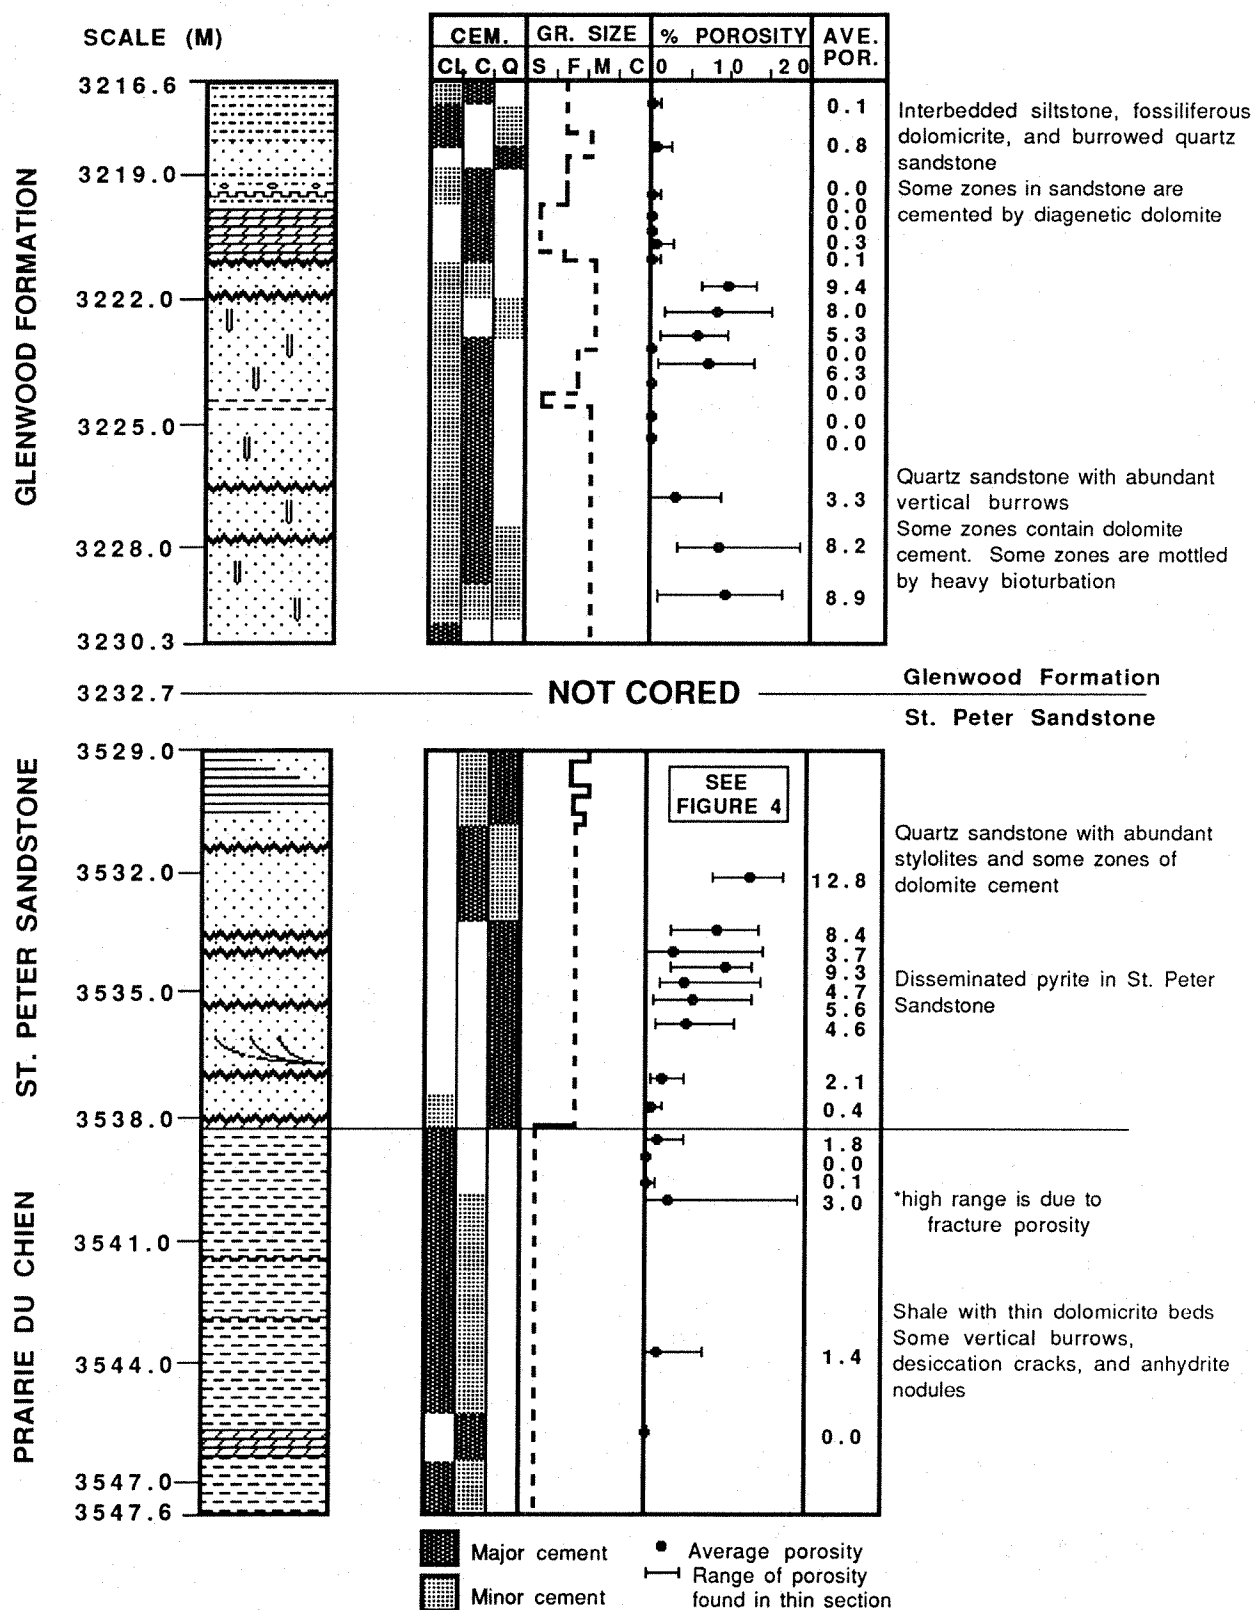 SCALE (M)
CEM.
GR. SIZE
% POROSITY
AVE.
POR.
CL C Q
S F M C
0 10 20
GLENWOOD FORMATION
3216.6
3219.0
3222.0
3225.0
3228.0
3230.3
0.1
0.8
0.0
0.0
0.0
0.3
0.1
9.4
8.0
5.3
0.0
6.3
0.0
0.0
0.0
3.3
8.2
8.9
Interbedded siltstone, fossiliferous
dolomicrite, and burrowed quartz
sandstone
Some zones in sandstone are
cemented by diagenetic dolomite
Quartz sandstone with abundant
vertical burrows
Some zones contain dolomite
cement. Some zones are mottled
by heavy bioturbation
3232.7
NOT CORED
Glenwood Formation
St. Peter Sandstone
ST. PETER SANDSTONE
3529.0
3532.0
3535.0
3538.0
SEE
FIGURE 4
12.8
8.4
3.7
9.3
4.7
5.6
4.6
2.1
0.4
Quartz sandstone with abundant
stylolites and some zones of
dolomite cement
Disseminated pyrite in St. Peter
Sandstone
PRAIRIE DU CHIEN
3541.0
3544.0
3547.0
3547.6
1.8
0.0
0.1
3.0
1.4
0.0
*high range is due to
fracture porosity
Shale with thin dolomicrite beds
Some vertical burrows,
desiccation cracks, and anhydrite
nodules
Major cement
Minor cement
Average porosity
Range of porosity
found in thin section